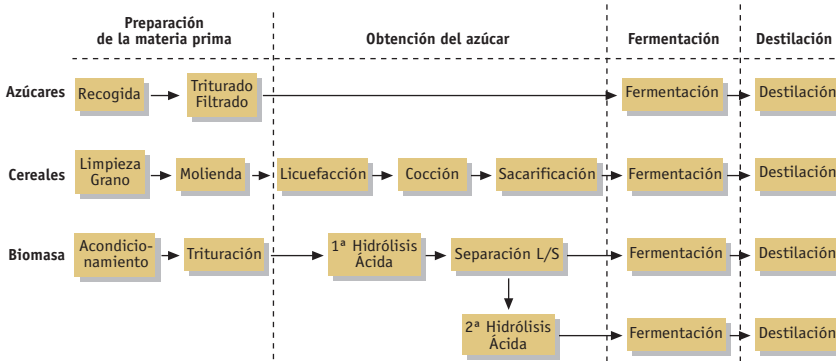 Preparación
de la materia prima
Obtención del azúcar
Fermentación
Destilación
Azúcares
Recogida
Triturado
Filtrado
Fermentación
Destilación
Cereales
Limpieza
Grano
Molienda
Licuefacción
Cocción
Sacarificación
Fermentación
Destilación
Biomasa
Acondicio-
namiento
Trituración
1ª Hidrólisis
Ácida
Separación L/S
Fermentación
Destilación
2ª Hidrólisis
Ácida
Fermentación
Destilación